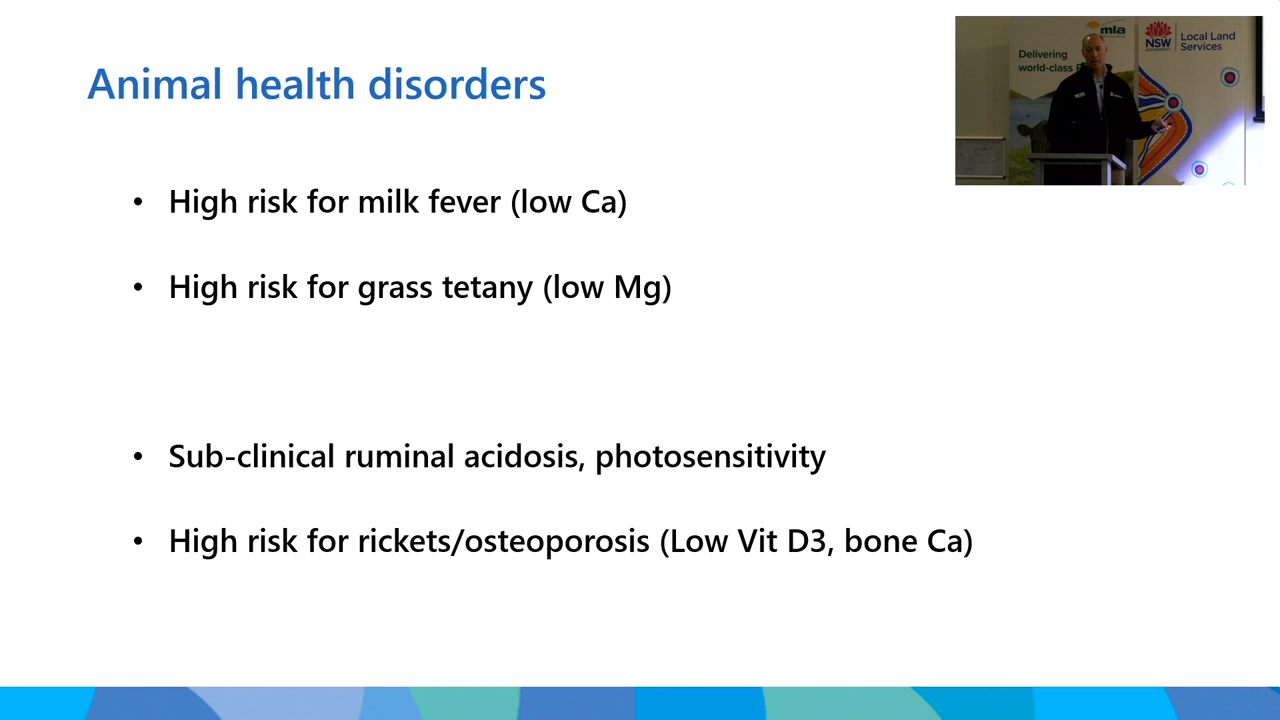 Animal health disorders
• High risk for milk fever (low Ca)
• High risk for grass tetany (low Mg)
• Sub-clinical ruminal acidosis, photosensitivity
• High risk for rickets/osteoporosis (Low Vit D3, bone Ca)
mla
Delivering
world-class
NSW
GOVERNMENT
Local Land
Services